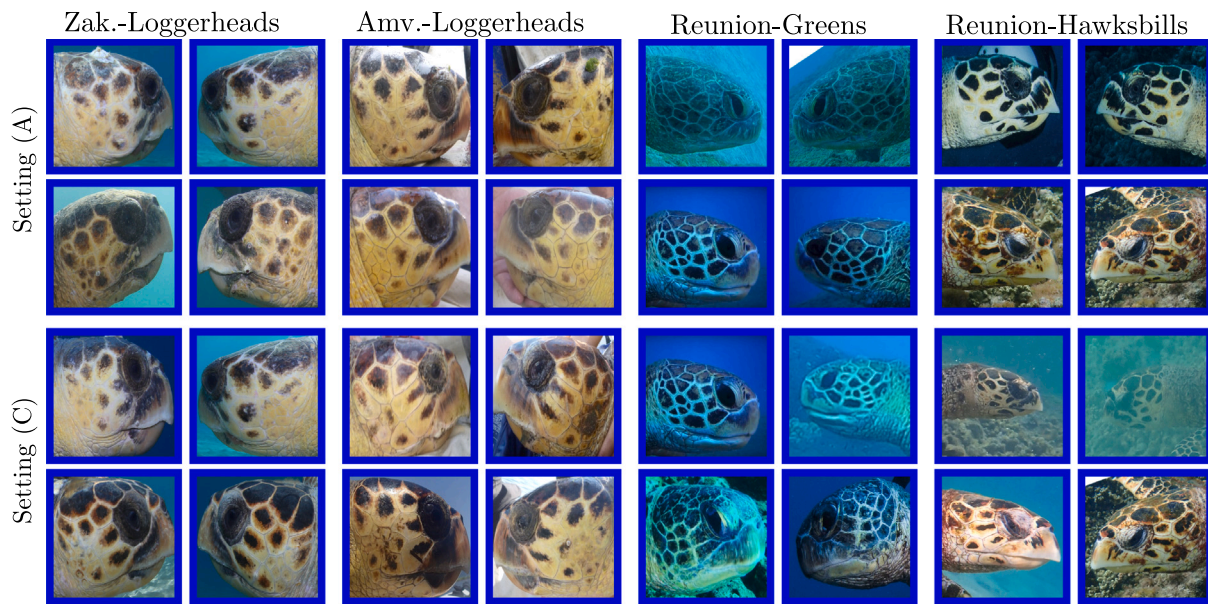 Zak.-Loggerheads
Amv.-Loggerheads
Reunion-Greens
Reunion-Hawksbills
Setting (A)
Setting (C)